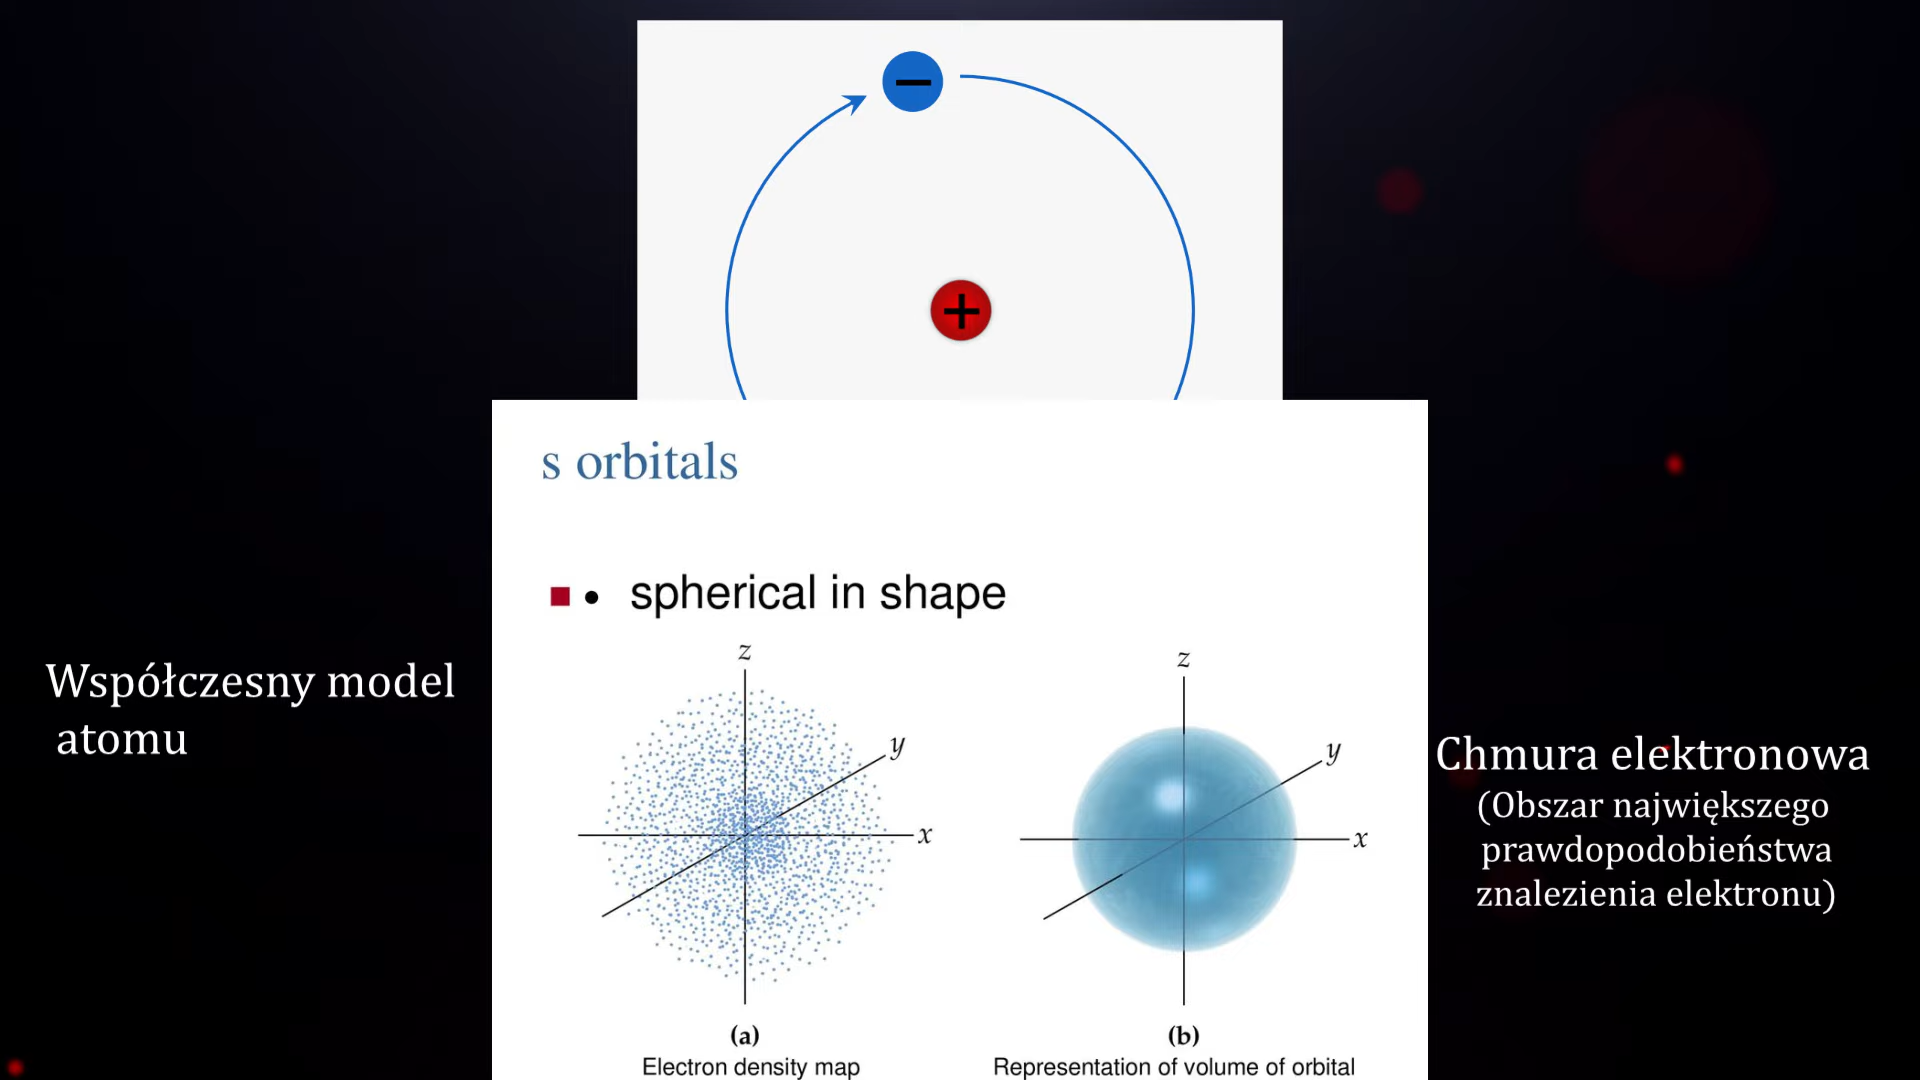 −
+
s orbitals
• spherical in shape
Współczesny model
atomu
z
y
x
z
y
x
Chmura elektronowa
(Obszar największego
prawdopodobieństwa
znalezienia elektronu)
(a)
Electron density map
(b)
Representation of volume of orbital